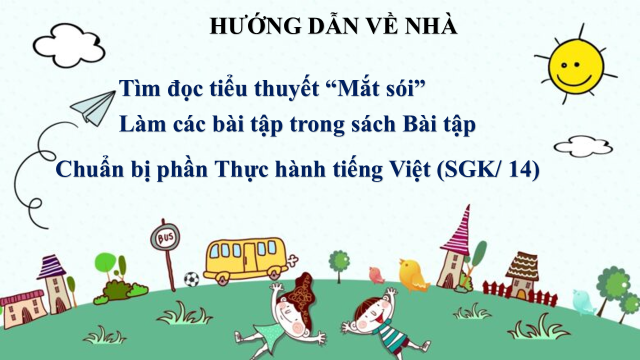 HƯỚNG DẪN VỀ NHÀ
Tìm đọc tiểu thuyết “Mắt sói”
Làm các bài tập trong sách Bài tập
Chuẩn bị phần Thực hành tiếng Việt (SGK/ 14)
BUS